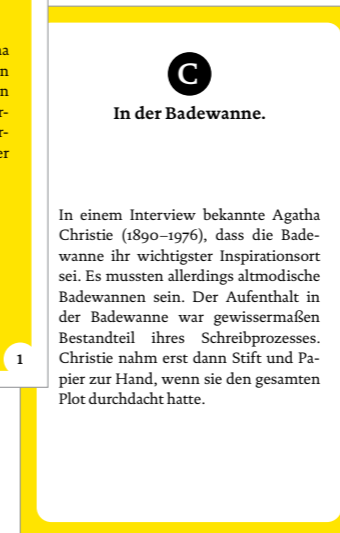 na
n
n
r-
r-
er
1
C
In der Badewanne.
In einem Interview bekannte Agatha
Christie (1890–1976), dass die Bade-
wanne ihr wichtigster Inspirationsort
sei. Es mussten allerdings altmodische
Badewannen sein. Der Aufenthalt in
der Badewanne war gewissermaßen
Bestandteil ihres Schreibprozesses.
Christie nahm erst dann Stift und Pa-
pier zur Hand, wenn sie den gesamten
Plot durchdacht hatte.